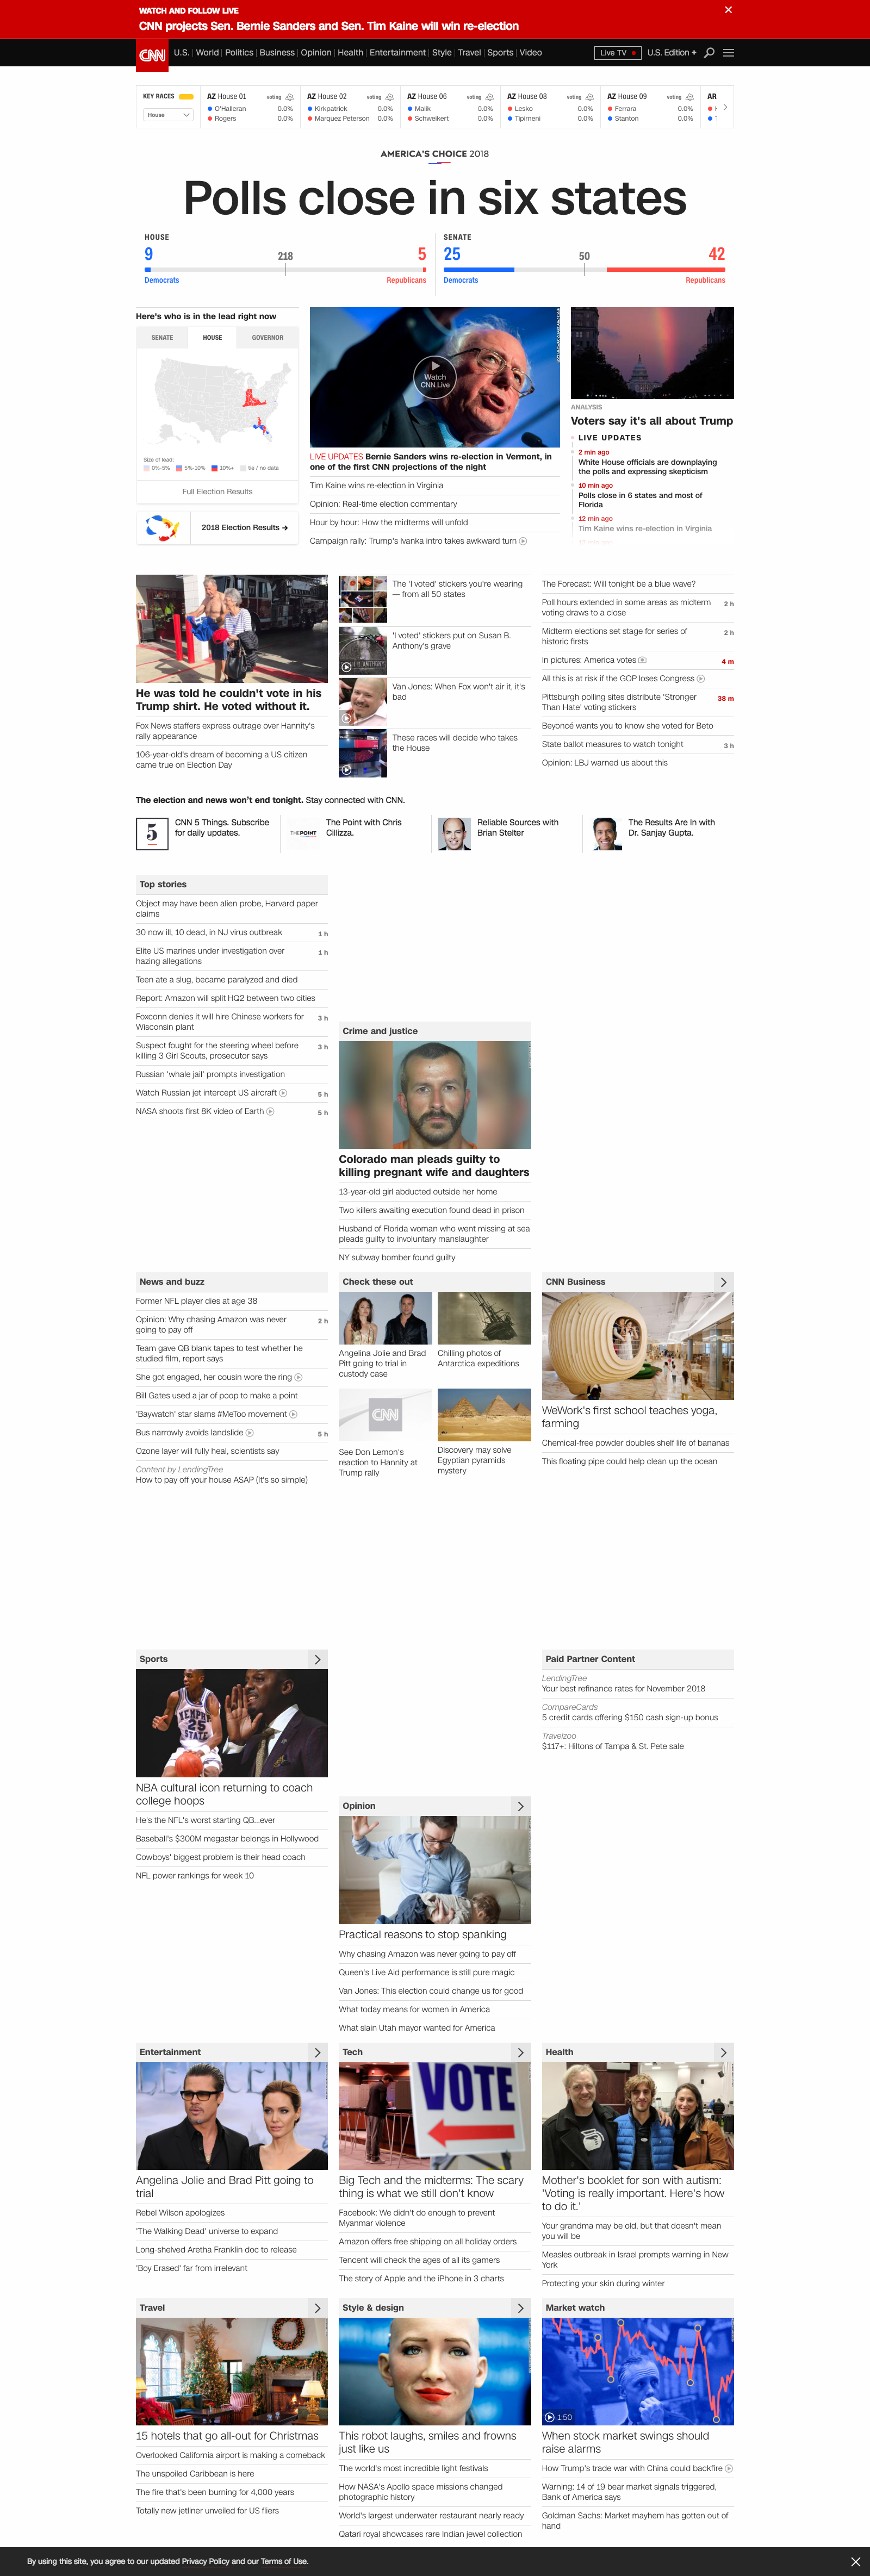 WATCH AND FOLLOW LIVE
CNN projects Sen. Bernie Sanders and Sen. Tim Kaine will win re-election
CNN
U.S. World Politics Business Opinion Health Entertainment Style Travel Sports Video
Live TV
U.S. Edition +
KEY RACES
House
AZ House 01 voting
O'Halleran 0.0%
Rogers 0.0%
AZ House 02 voting
Kirkpatrick 0.0%
Marquez Peterson 0.0%
AZ House 06 voting
Malik 0.0%
Schweikert 0.0%
AZ House 08 voting
Lesko 0.0%
Tipirneni 0.0%
AZ House 09 voting
Ferrara 0.0%
Stanton 0.0%
AR
AMERICA'S CHOICE 2018
Polls close in six states
HOUSE
9 218 5
Democrats Republicans
SENATE
25 50 42
Democrats Republicans
Here's who is in the lead right now
SENATE HOUSE GOVERNOR
Size of lead:
0%-5% 5%-10% 10%+ tie / no data
Full Election Results
2018 Election Results
Watch
CNN Live
LIVE UPDATES Bernie Sanders wins re-election in Vermont, in
one of the first CNN projections of the night
Tim Kaine wins re-election in Virginia
Opinion: Real-time election commentary
Hour by hour: How the midterms will unfold
Campaign rally: Trump's Ivanka intro takes awkward turn
ANALYSIS
Voters say it's all about Trump
LIVE UPDATES
2 min ago
White House officials are downplaying
the polls and expressing skepticism
10 min ago
Polls close in 6 states and most of
Florida
12 min ago
Tim Kaine wins re-election in Virginia
He was told he couldn't vote in his
Trump shirt. He voted without it.
Fox News staffers express outrage over Hannity's
rally appearance
106-year-old's dream of becoming a US citizen
came true on Election Day
The 'I voted' stickers you're wearing
— from all 50 states
'I voted' stickers put on Susan B.
Anthony's grave
Van Jones: When Fox won't air it, it's
bad
These races will decide who takes
the House
The Forecast: Will tonight be a blue wave?
Poll hours extended in some areas as midterm
voting draws to a close
2 h
Midterm elections set stage for series of
historic firsts
2 h
In pictures: America votes
4 m
All this is at risk if the GOP loses Congress
Pittsburgh polling sites distribute 'Stronger
Than Hate' voting stickers
38 m
Beyoncé wants you to know she voted for Beto
State ballot measures to watch tonight
3 h
Opinion: LBJ warned us about this
The election and news won't end tonight. Stay connected with CNN.
5
CNN 5 Things. Subscribe
for daily updates.
THE POINT
The Point with Chris
Cillizza.
Reliable Sources with
Brian Stelter
The Results Are In with
Dr. Sanjay Gupta.
Top stories
Object may have been alien probe, Harvard paper
claims
30 now ill, 10 dead, in NJ virus outbreak
1 h
Elite US marines under investigation over
hazing allegations
1 h
Teen ate a slug, became paralyzed and died
Report: Amazon will split HQ2 between two cities
Foxconn denies it will hire Chinese workers for
Wisconsin plant
3 h
Suspect fought for the steering wheel before
killing 3 Girl Scouts, prosecutor says
3 h
Russian 'whale jail' prompts investigation
Watch Russian jet intercept US aircraft
5 h
NASA shoots first 8K video of Earth
5 h
Crime and justice
Colorado man pleads guilty to
killing pregnant wife and daughters
13-year-old girl abducted outside her home
Two killers awaiting execution found dead in prison
Husband of Florida woman who went missing at sea
pleads guilty to involuntary manslaughter
NY subway bomber found guilty
News and buzz
Former NFL player dies at age 38
Opinion: Why chasing Amazon was never
going to pay off
2 h
Team gave QB blank tapes to test whether he
studied film, report says
She got engaged, her cousin wore the ring
Bill Gates used a jar of poop to make a point
'Baywatch' star slams #MeToo movement
Bus narrowly avoids landslide
5 h
Ozone layer will fully heal, scientists say
Content by LendingTree
How to pay off your house ASAP (It's so simple)
Check these out
Angelina Jolie and Brad
Pitt going to trial in
custody case
Chilling photos of
Antarctica expeditions
CNN
See Don Lemon's
reaction to Hannity at
Trump rally
Discovery may solve
Egyptian pyramids
mystery
CNN Business
WeWork's first school teaches yoga,
farming
Chemical-free powder doubles shelf life of bananas
This floating pipe could help clean up the ocean
Sports
MEMPHIS
STATE
25
NBA cultural icon returning to coach
college hoops
He's the NFL's worst starting QB...ever
Baseball's $300M megastar belongs in Hollywood
Cowboys' biggest problem is their head coach
NFL power rankings for week 10
Opinion
Practical reasons to stop spanking
Why chasing Amazon was never going to pay off
Queen's Live Aid performance is still pure magic
Van Jones: This election could change us for good
What today means for women in America
What slain Utah mayor wanted for America
Paid Partner Content
LendingTree
Your best refinance rates for November 2018
CompareCards
5 credit cards offering $150 cash sign-up bonus
Travelzoo
$117+: Hiltons of Tampa & St. Pete sale
Entertainment
Angelina Jolie and Brad Pitt going to
trial
Rebel Wilson apologizes
'The Walking Dead' universe to expand
Long-shelved Aretha Franklin doc to release
'Boy Erased' far from irrelevant
Tech
VOTE
Big Tech and the midterms: The scary
thing is what we still don't know
Facebook: We didn't do enough to prevent
Myanmar violence
Amazon offers free shipping on all holiday orders
Tencent will check the ages of all its gamers
The story of Apple and the iPhone in 3 charts
Health
Mother's booklet for son with autism:
'Voting is really important. Here's how
to do it.'
Your grandma may be old, but that doesn't mean
you will be
Measles outbreak in Israel prompts warning in New
York
Protecting your skin during winter
Travel
15 hotels that go all-out for Christmas
Overlooked California airport is making a comeback
The unspoiled Caribbean is here
The fire that's been burning for 4,000 years
Totally new jetliner unveiled for US fliers
Style & design
This robot laughs, smiles and frowns
just like us
The world's most incredible light festivals
How NASA's Apollo space missions changed
photographic history
World's largest underwater restaurant nearly ready
Qatari royal showcases rare Indian jewel collection
Market watch
1:50
When stock market swings should
raise alarms
How Trump's trade war with China could backfire
Warning: 14 of 19 bear market signals triggered,
Bank of America says
Goldman Sachs: Market mayhem has gotten out of
hand
By using this site, you agree to our updated Privacy Policy and our Terms of Use.